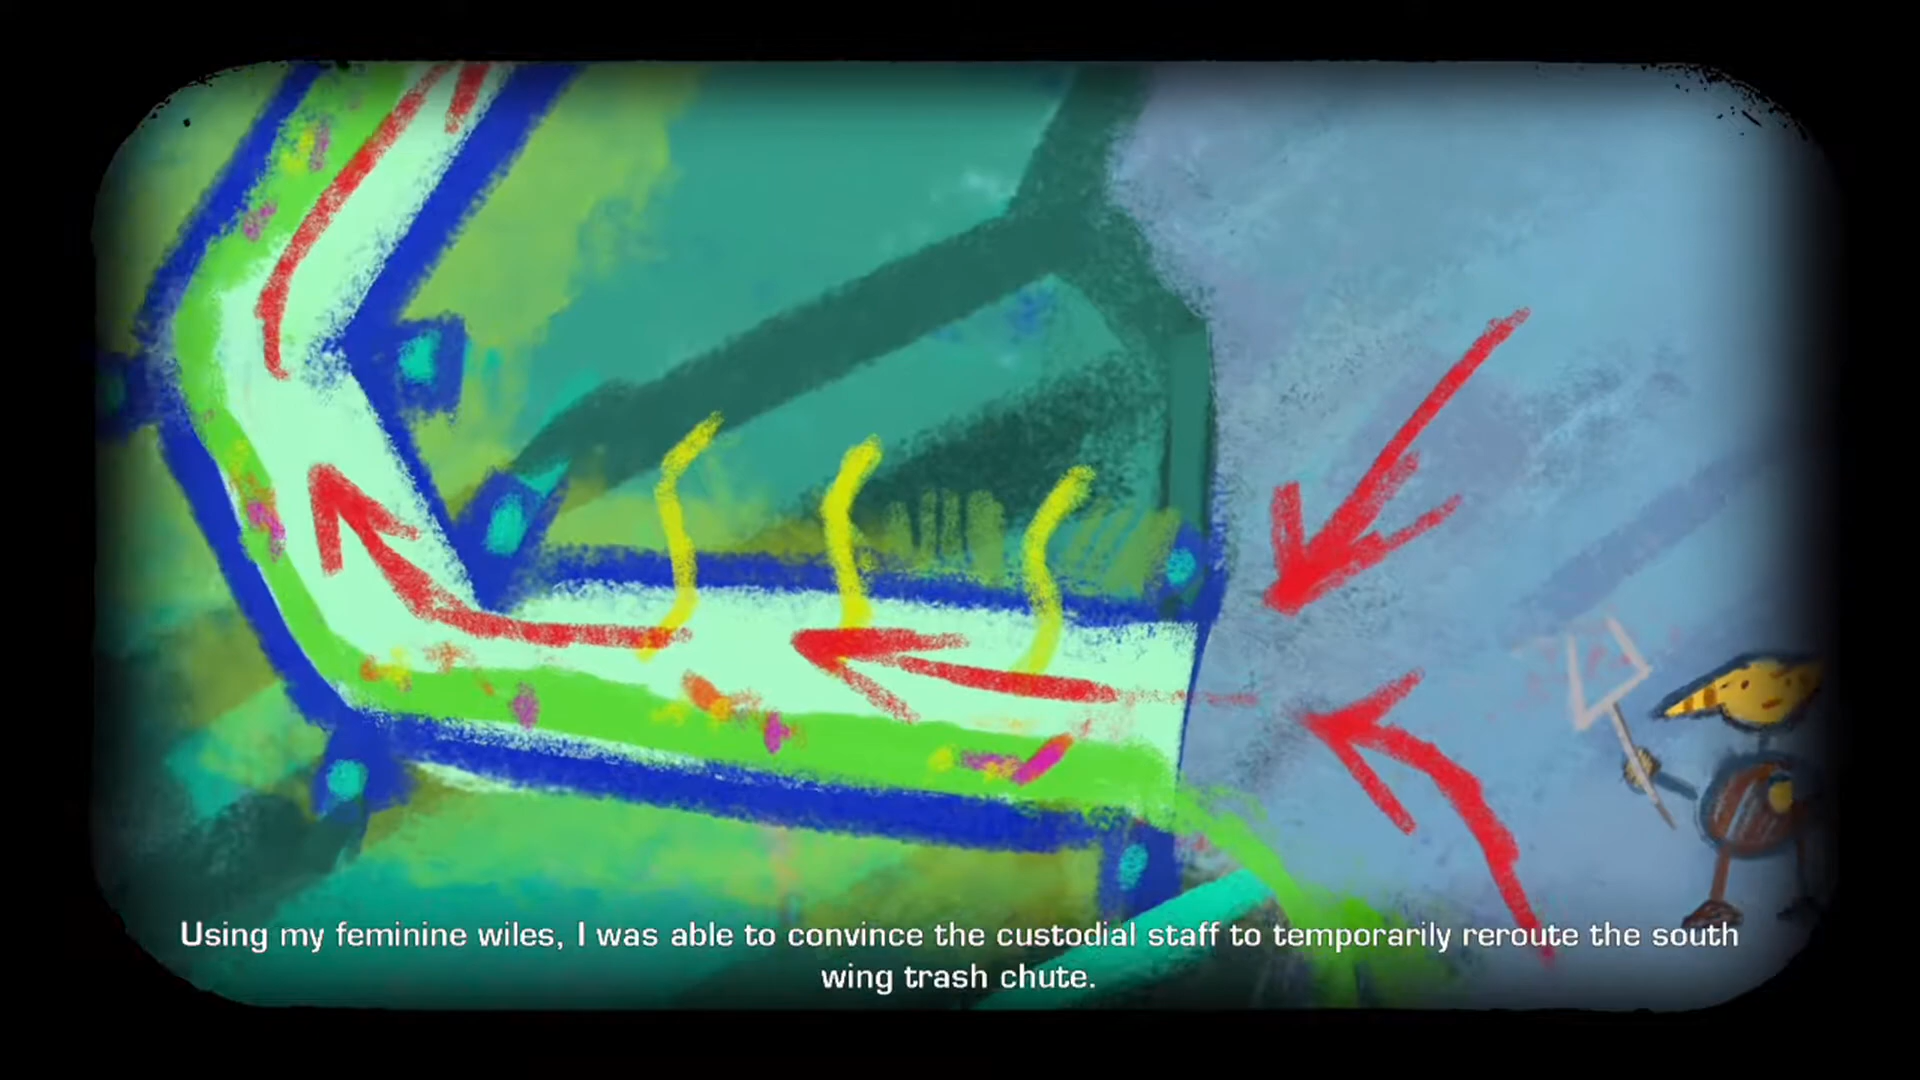 Using my feminine wiles, I was able to convince the custodial staff to temporarily reroute the south
wing trash chute.